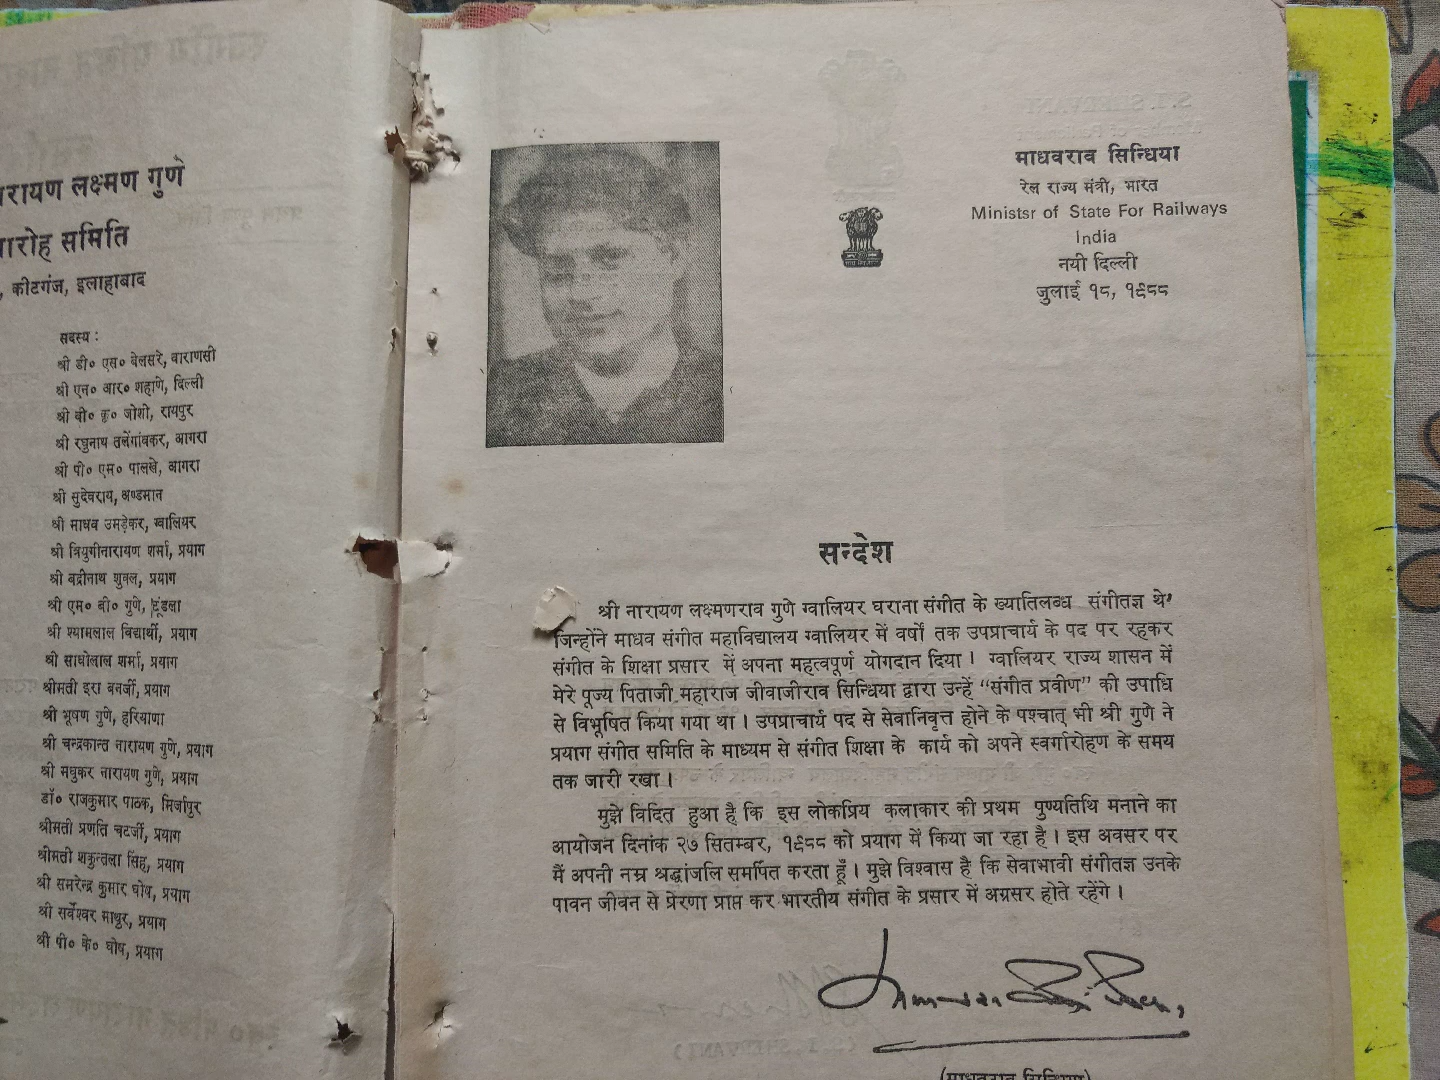 नारायण लक्ष्मण गुणे
समारोह समिति
, कीटगंज, इलाहाबाद
सदस्य :
श्री डी० एस० बेलसरे, वाराणसी
श्री एन० आर० शहाणे, दिल्ली
श्री वी० कृ० जोशी, रायपुर
श्री रघुनाथ तलेगांवकर, आगरा
श्री पी० एम० पालखे, आगरा
श्री सुदेवराय, अण्डमान
श्री माधव उमड़ेकर, ग्वालियर
श्री त्रियुगीनारायण शर्मा, प्रयाग
श्री बद्रीनाथ शुक्ल, प्रयाग
श्री एम० बी० गुणे, टूंडला
श्री श्यामलाल विद्यार्थी, प्रयाग
श्री साधोलाल शर्मा, प्रयाग
श्रीमती इरा बनर्जी, प्रयाग
श्री भूषण गुणे, हरियाणा
श्री चन्द्रकान्त नारायण गुणे, प्रयाग
श्री मधुकर नारायण गुणे, प्रयाग
डॉ० राजकुमार पाठक, मिर्जापुर
श्रीमती प्रणति चटर्जी, प्रयाग
श्रीमती शकुन्तला सिंह, प्रयाग
श्री समरेन्द्र कुमार घोष, प्रयाग
श्री सर्वेश्वर माथुर, प्रयाग
श्री पी० के० घोष, प्रयाग
माधवराव सिन्धिया
रेल राज्य मंत्री, भारत
Ministsr of State For Railways
India
नयी दिल्ली
जुलाई १८, १९८८
सन्देश
श्री नारायण लक्ष्मणराव गुणे ग्वालियर घराना संगीत के ख्यातिलब्ध संगीतज्ञ थे'
जिन्होंने माधव संगीत महाविद्यालय ग्वालियर में वर्षों तक उपप्राचार्य के पद पर रहकर
संगीत के शिक्षा प्रसार में अपना महत्वपूर्ण योगदान दिया । ग्वालियर राज्य शासन में
मेरे पूज्य पिताजी महाराज जीवाजीराव सिन्धिया द्वारा उन्हें “संगीत प्रवीण” की उपाधि
से विभूषित किया गया था । उपप्राचार्य पद से सेवानिवृत्त होने के पश्चात् भी श्री गुणे ने
प्रयाग संगीत समिति के माध्यम से संगीत शिक्षा के कार्य को अपने स्वर्गारोहण के समय
तक जारी रखा ।
मुझे विदित हुआ है कि इस लोकप्रिय कलाकार की प्रथम पुण्यतिथि मनाने का
आयोजन दिनांक २७ सितम्बर, १९८८ को प्रयाग में किया जा रहा है । इस अवसर पर
मैं अपनी नम्र श्रद्धांजलि समर्पित करता हूँ । मुझे विश्वास है कि सेवाभावी संगीतज्ञ उनके
पावन जीवन से प्रेरणा प्राप्त कर भारतीय संगीत के प्रसार में अग्रसर होते रहेंगे ।
(माधवराव सिन्धिया)